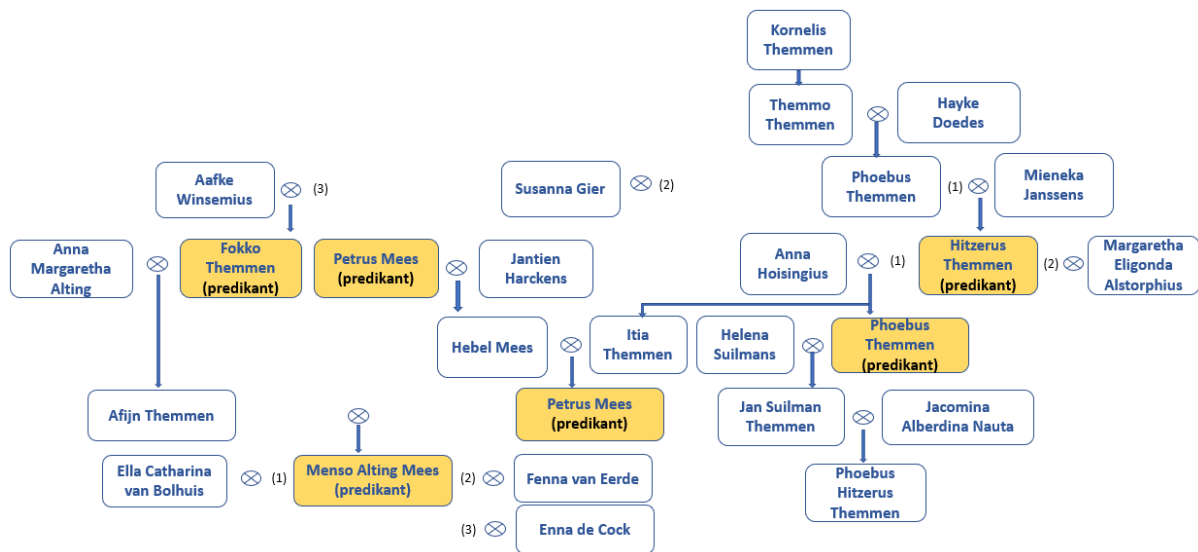 Kornelis
Themmen
Themmo
Themmen
Hayke
Doedes
Aafke
Winsemius
(3)
Susanna Gier
(2)
Phoebus
Themmen
(1)
Mieneka
Janssens
Anna
Margaretha
Alting
Fokko
Themmen
(predikant)
Petrus Mees
(predikant)
Jantien
Harckens
Anna
Hoisingius
(1)
Hitzerus
Themmen
(predikant)
(2)
Margaretha
Eligonda
Alstorphius
Hebel Mees
Itia
Themmen
Helena
Suilmans
Phoebus
Themmen
(predikant)
Afijn Themmen
Petrus Mees
(predikant)
Jan Suilman
Themmen
Jacomina
Alberdina Nauta
Ella Catharina
van Bolhuis
(1)
Menso Alting Mees
(predikant)
(2)
Fenna van Eerde
Phoebus
Hitzerus
Themmen
(3)
Enna de Cock